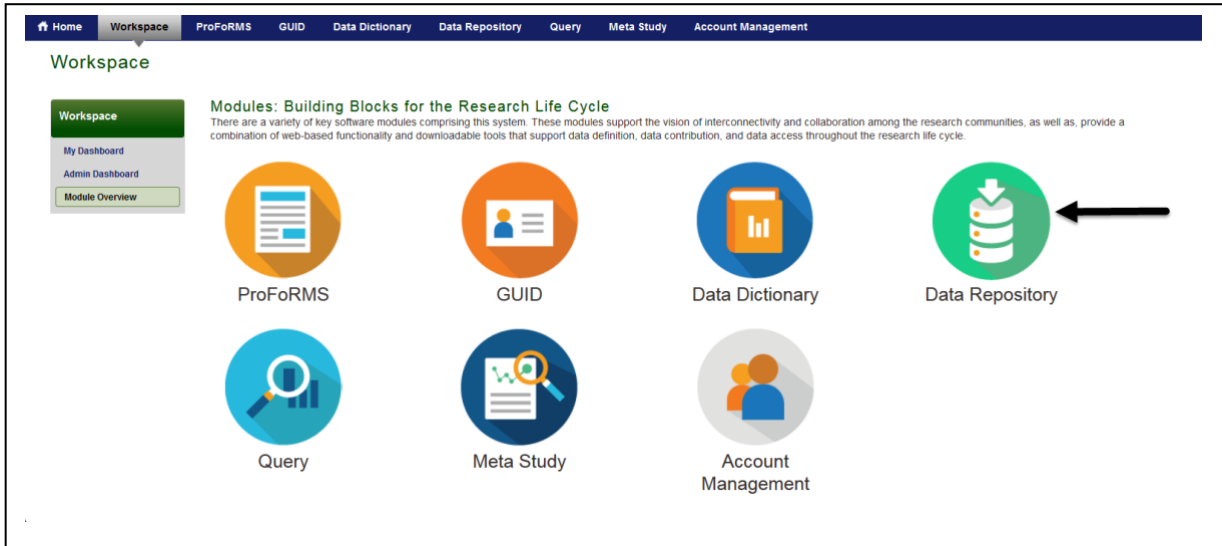 Home Workspace ProFoRMS GUID Data Dictionary Data Repository Query Meta Study Account Management
Workspace
Workspace
My Dashboard
Admin Dashboard
Module Overview
Modules: Building Blocks for the Research Life Cycle
There are a variety of key software modules comprising this system. These modules support the vision of interconnectivity and collaboration among the research communities, as well as, provide a
combination of web-based functionality and downloadable tools that support data definition, data contribution, and data access throughout the research life cycle.
ProFoRMS GUID Data Dictionary Data Repository
Query Meta Study Account
Management